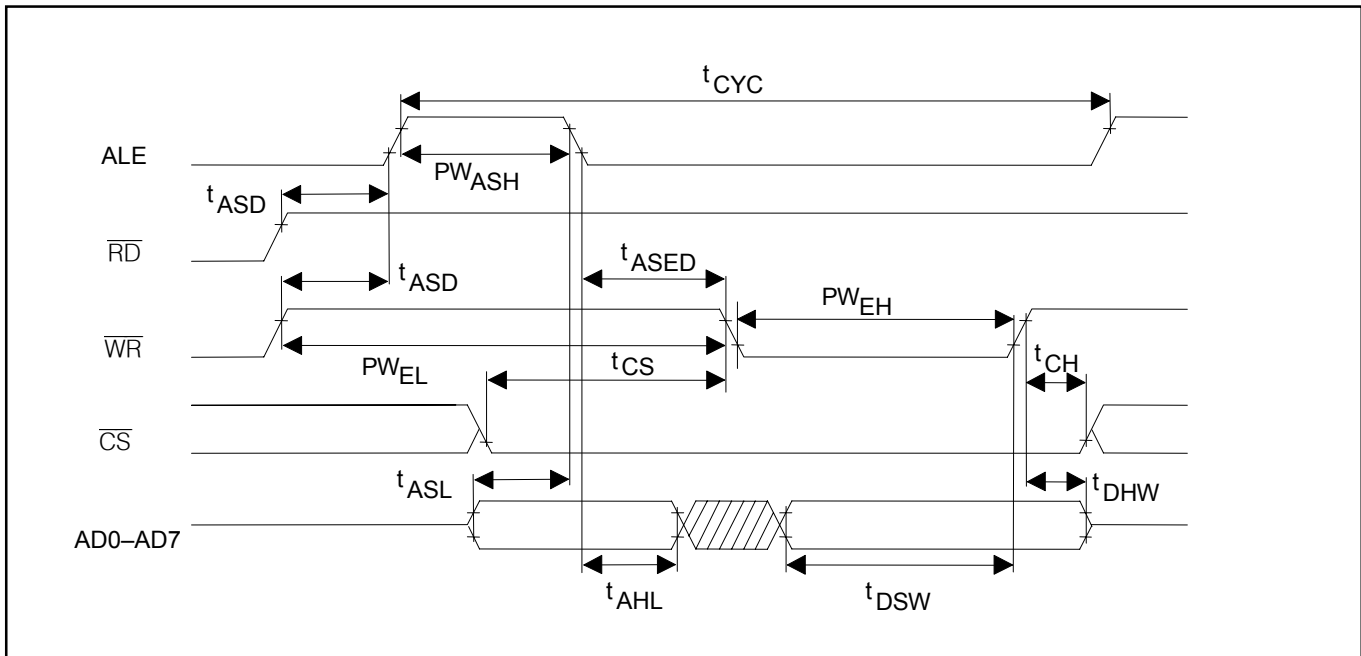 tCYC
ALE
PWASH
tASD
RD
tASED
tASD
PWEH
WR
PWEL
tCS
tCH
CS
tASL
tDHW
AD0–AD7
tAHL
tDSW